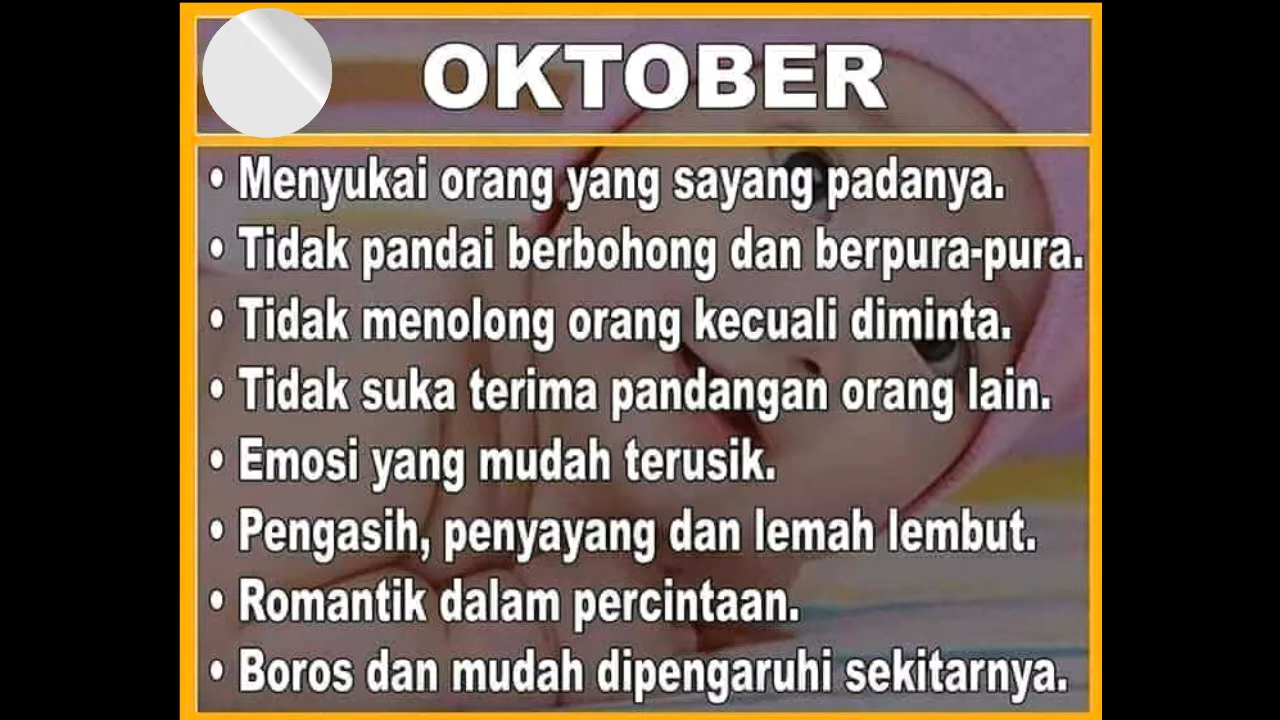 OKTOBER
• Menyukai orang yang sayang padanya.
• Tidak pandai berbohong dan berpura-pura.
• Tidak menolong orang kecuali diminta.
• Tidak suka terima pandangan orang lain.
• Emosi yang mudah terusik.
• Pengasih, penyayang dan lemah lembut.
• Romantik dalam percintaan.
• Boros dan mudah dipengaruhi sekitarnya.